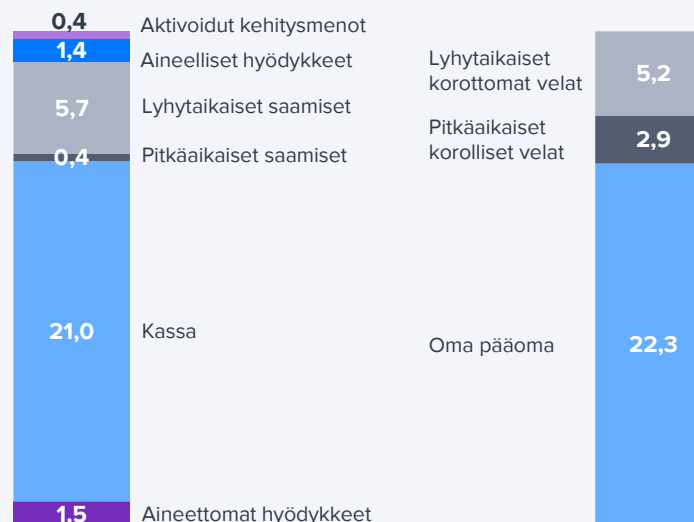 0,4 Aktivoidut kehitysmenot
1,4 Aineelliset hyödykkeet
5,7 Lyhytaikaiset saamiset
0,4 Pitkäaikaiset saamiset
21,0 Kassa
1,5 Aineettomat hyödykkeet
Lyhytaikaiset
korottomat velat
5,2
Pitkäaikaiset
korolliset velat
2,9
Oma pääoma 22,3